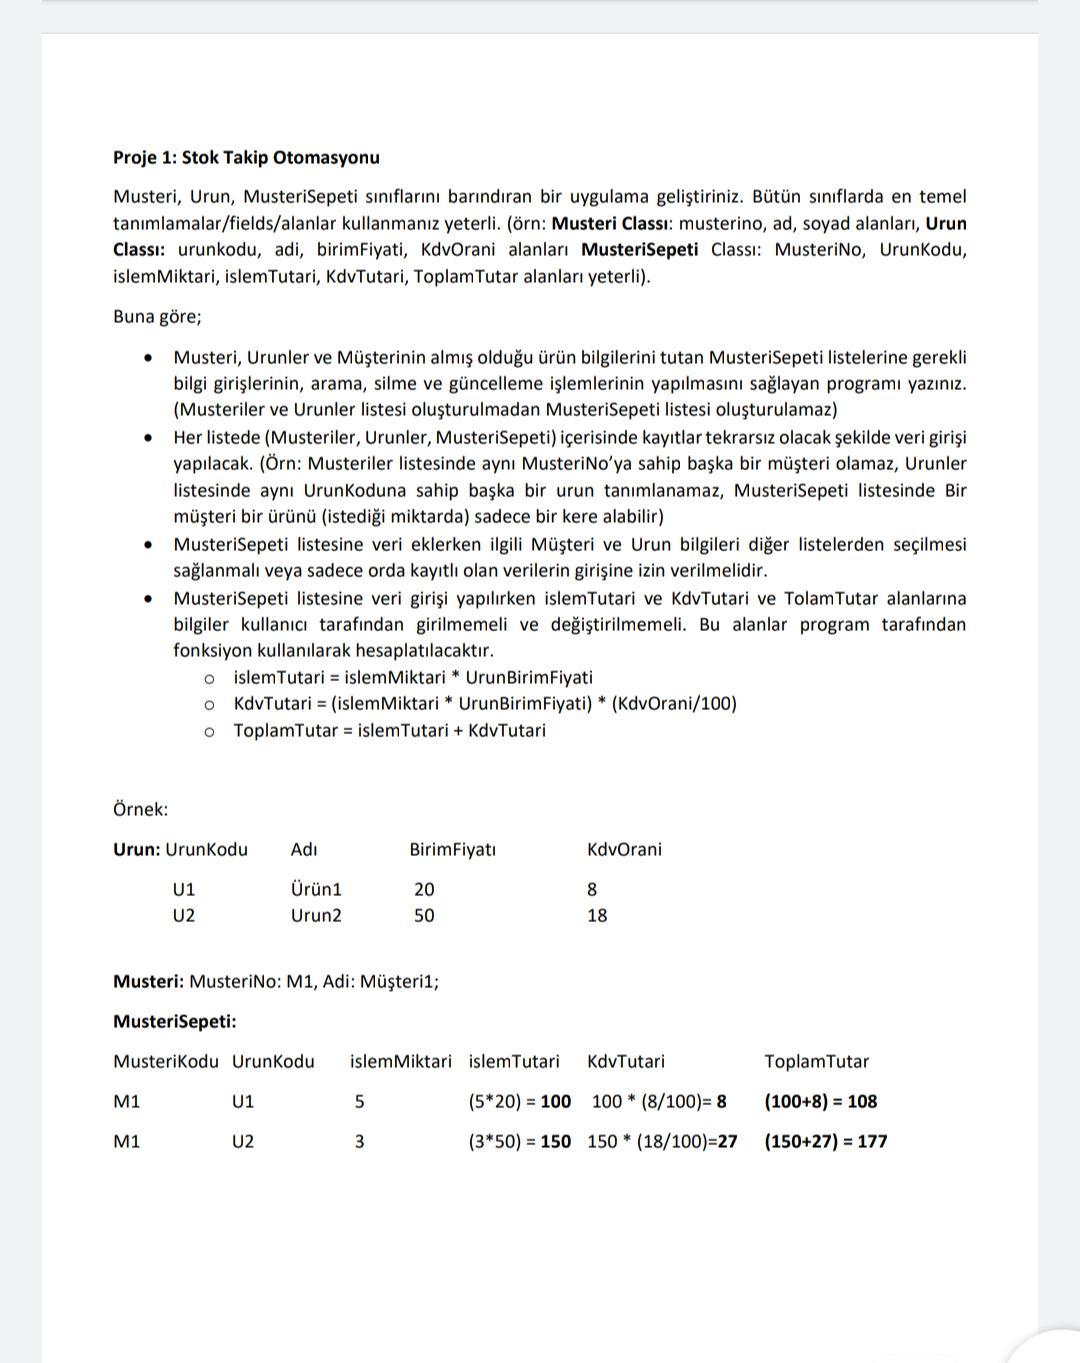 Proje 1: Stok Takip Otomasyonu
Musteri, Urun, MusteriSepeti sınıflarını barındıran bir uygulama geliştiriniz. Bütün sınıflarda en temel
tanımlamalar/fields/alanlar kullanmanız yeterli. (örn: Musteri Classı: musterino, ad, soyad alanları, Urun
Classı: urunkodu, adi, birimFiyati, KdvOrani alanları MusteriSepeti Classı: MusteriNo, UrunKodu,
islemMiktari, islemTutari, KdvTutari, ToplamTutar alanları yeterli).
Buna göre;
• Musteri, Urunler ve Müşterinin almış olduğu ürün bilgilerini tutan MusteriSepeti listelerine gerekli
bilgi girişlerinin, arama, silme ve güncelleme işlemlerinin yapılmasını sağlayan programı yazınız.
(Musteriler ve Urunler listesi oluşturulmadan MusteriSepeti listesi oluşturulamaz)
• Her listede (Musteriler, Urunler, MusteriSepeti) içerisinde kayıtlar tekrarsız olacak şekilde veri girişi
yapılacak. (Örn: Musteriler listesinde aynı MusteriNo'ya sahip başka bir müşteri olamaz, Urunler
listesinde aynı UrunKoduna sahip başka bir urun tanımlanamaz, MusteriSepeti listesinde Bir
müşteri bir ürünü (istediği miktarda) sadece bir kere alabilir)
• MusteriSepeti listesine veri eklerken ilgili Müşteri ve Urun bilgileri diğer listelerden seçilmesi
sağlanmalı veya sadece orda kayıtlı olan verilerin girişine izin verilmelidir.
• MusteriSepeti listesine veri girişi yapılırken islemTutari ve KdvTutari ve TolamTutar alanlarına
bilgiler kullanıcı tarafından girilmemeli ve değiştirilmemeli. Bu alanlar program tarafından
fonksiyon kullanılarak hesaplatılacaktır.
o islemTutari = islemMiktari * UrunBirimFiyati
o KdvTutari = (islemMiktari * UrunBirimFiyati) * (KdvOrani/100)
o ToplamTutar = islemTutari + KdvTutari
Örnek:
Urun: UrunKodu Adı BirimFiyatı KdvOrani
U1 Ürün1 20 8
U2 Urun2 50 18
Musteri: MusteriNo: M1, Adi: Müşteri1;
MusteriSepeti:
MusteriKodu UrunKodu islemMiktari islemTutari KdvTutari ToplamTutar
M1 U1 5 (5*20) = 100 100 * (8/100)= 8 (100+8) = 108
M1 U2 3 (3*50) = 150 150 * (18/100)=27 (150+27) = 177